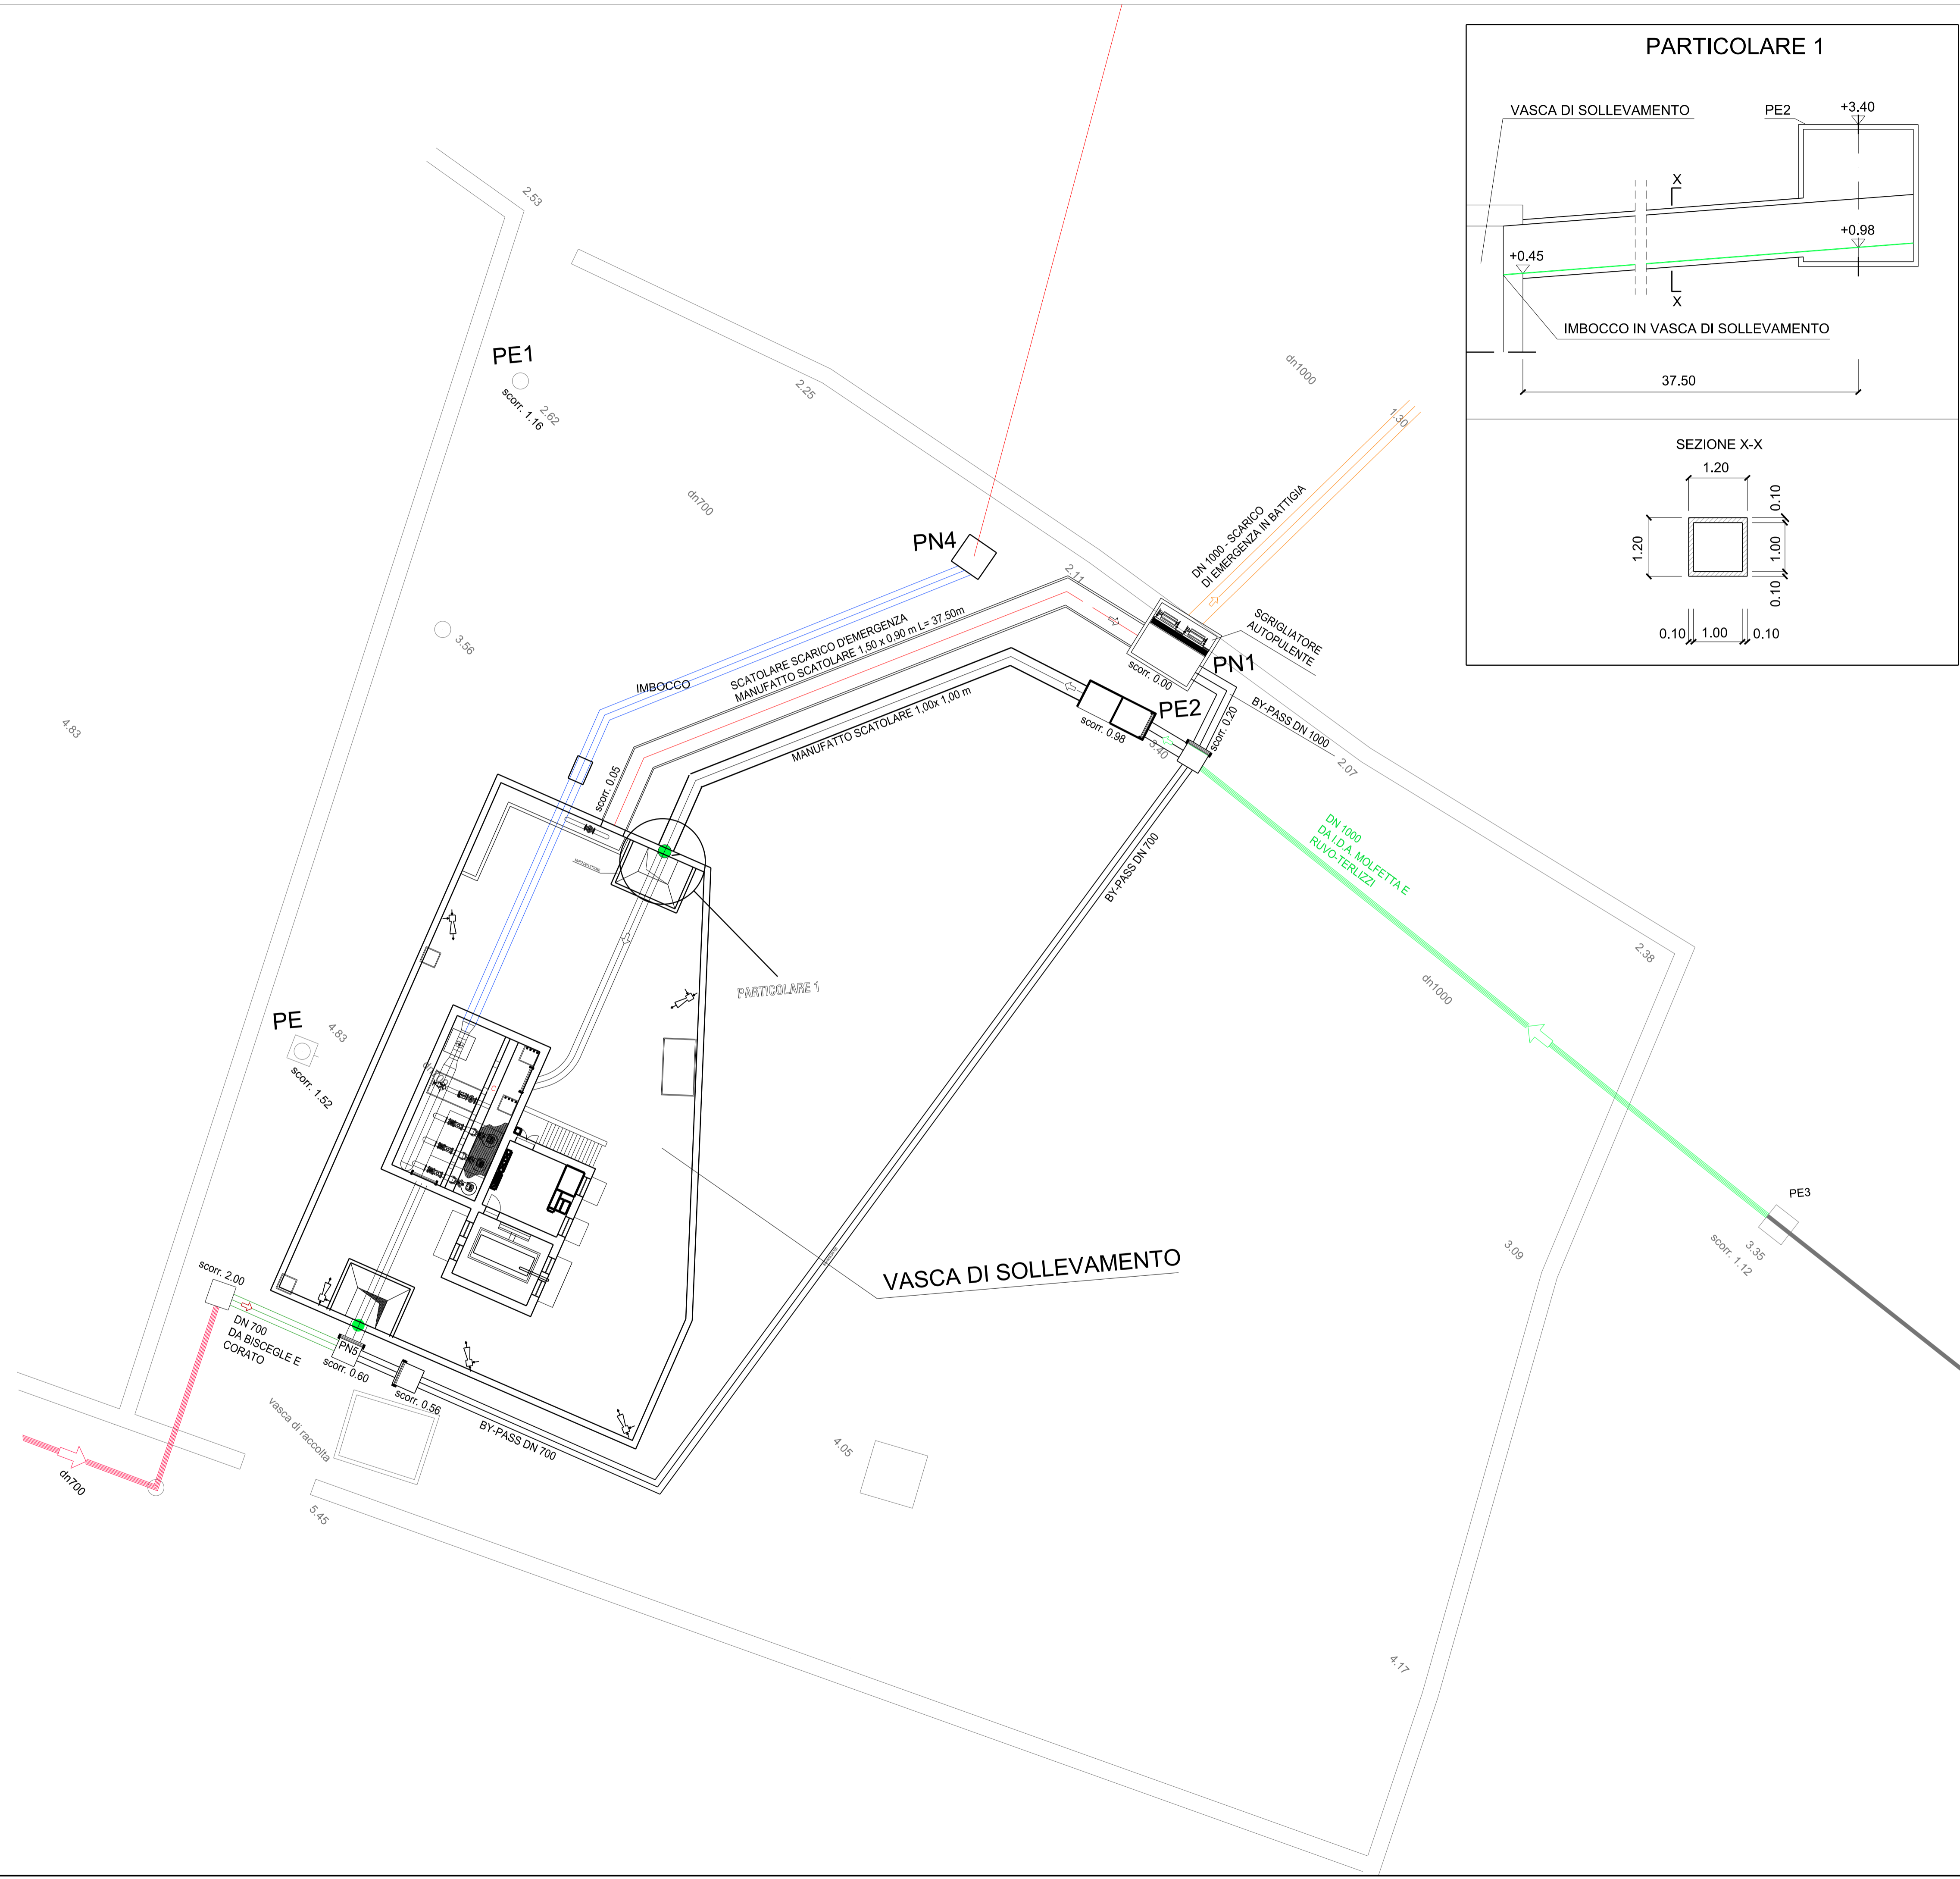 PARTICOLARE 1
VASCA DI SOLLEVAMENTO
PE2
+3.40
X
+0.98
+0.45
X
IMBOCCO IN VASCA DI SOLLEVAMENTO
37.50
SEZIONE X-X
1.20
0.10
1.20
1.00
0.10
0.10
1.00
0.10
2.53
PE1
2.62
scorr. 1.16
2.25
dn1000
1.30
dn700
PN4
DN 1000 - SCARICO
DI EMERGENZA IN BATTIGIA
2.11
SGRIGLIATORE
AUTOPULENTE
3.56
SCATOLARE SCARICO D'EMERGENZA
MANUFATTO SCATOLARE 1,50 x 0,90 m L= 37.50m
IMBOCCO
PN1
scorr. 0.00
PE2
scorr. 0.98
3.40
scorr. 0.20
BY-PASS DN 1000
2.07
MANUFATTO SCATOLARE 1,00x 1,00 m
4.83
scorr. 0.05
DN 1000
DA I.D.A. MOLFETTA E
RUVO-TERLIZZI
BY-PASS DN 700
2.38
dn1000
PARTICOLARE 1
PE
4.83
scorr. 1.52
C
PE3
3.35
scorr. 1.12
3.09
VASCA DI SOLLEVAMENTO
scorr. 2.00
DN 700
DA BISCEGLE E
CORATO
PN5
scorr. 0.60
scorr. 0.56
BY-PASS DN 700
vasca di raccolta
4.05
dn700
5.45
4.17